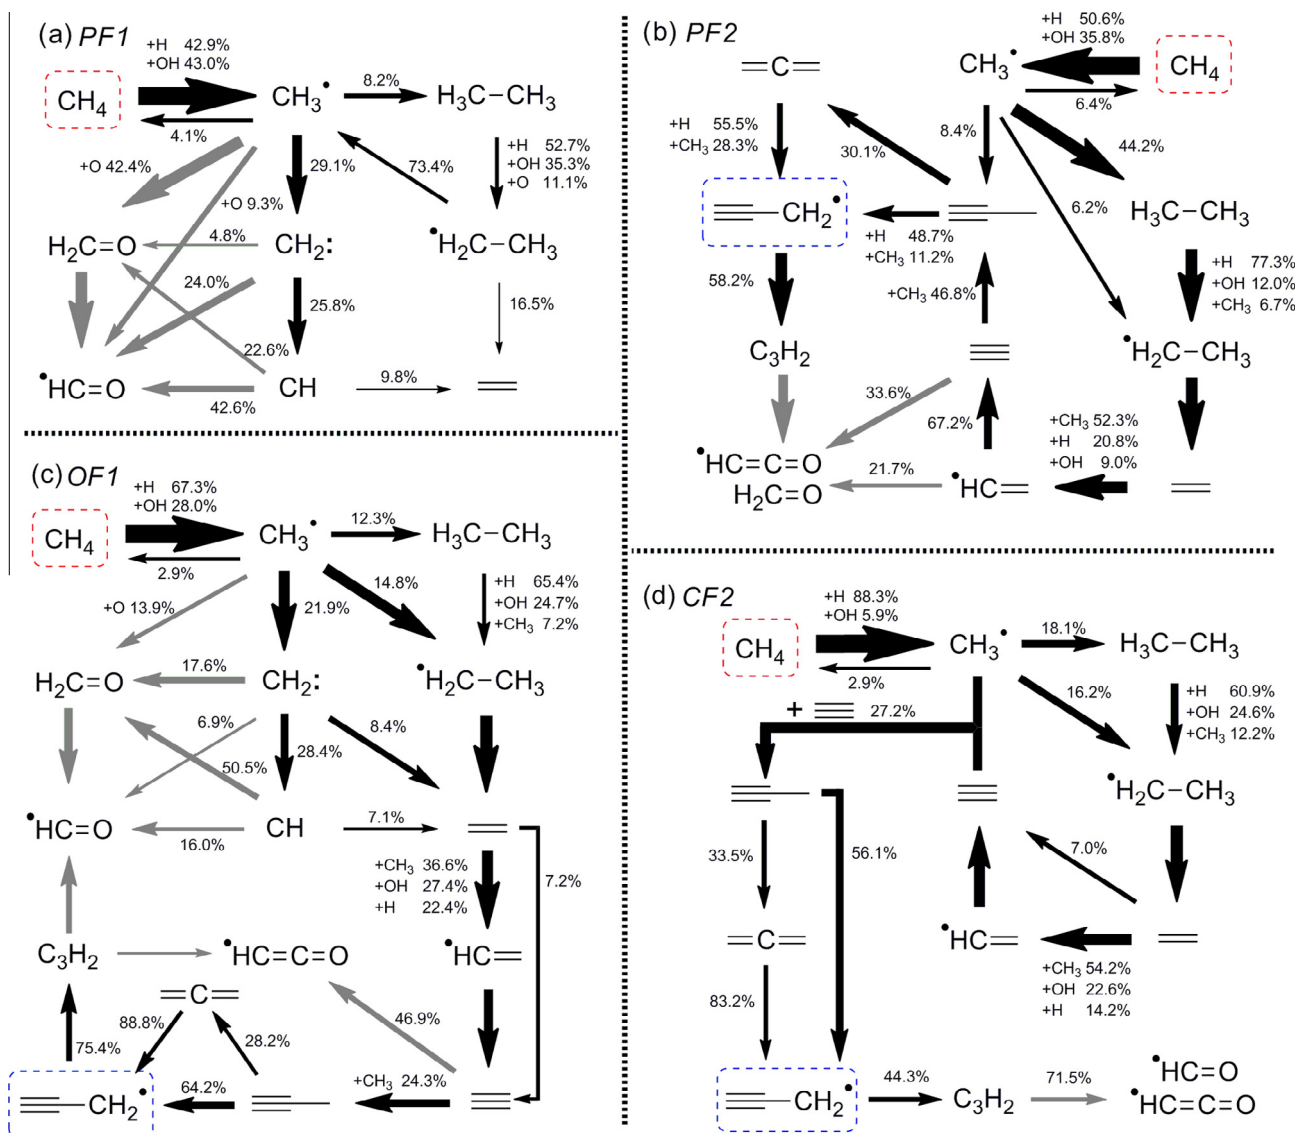 (a) PF1
+H 42.9%
+OH 43.0%
CH4
CH3•
8.2%
H3C−CH3
4.1%
+O 42.4%
29.1%
73.4%
+H 52.7%
+OH 35.3%
+O 11.1%
+O 9.3%
H2C=O
4.8%
CH2:
•H2C−CH3
24.0%
25.8%
16.5%
22.6%
•HC=O
42.6%
CH
9.8%
(b) PF2
+H 50.6%
+OH 35.8%
C
CH3•
CH4
6.4%
+H 55.5%
+CH3 28.3%
30.1%
8.4%
44.2%
CH2•
+H 48.7%
+CH3 11.2%
6.2%
H3C−CH3
58.2%
+CH3 46.8%
+H 77.3%
+OH 12.0%
+CH3 6.7%
C3H2
•H2C−CH3
33.6%
67.2%
+CH3 52.3%
+H 20.8%
+OH 9.0%
•HC=C=O
H2C=O
21.7%
•HC
(c) OF1
+H 67.3%
+OH 28.0%
CH4
CH3•
12.3%
H3C−CH3
2.9%
+O 13.9%
21.9%
14.8%
+H 65.4%
+OH 24.7%
+CH3 7.2%
H2C=O
17.6%
CH2:
•H2C−CH3
6.9%
50.5%
28.4%
8.4%
•HC=O
16.0%
CH
7.1%
+CH3 36.6%
+OH 27.4%
+H 22.4%
7.2%
C3H2
•HC=C=O
•HC
C
88.8%
75.4%
28.2%
46.9%
CH2•
64.2%
+CH3 24.3%
(d) CF2
+H 88.3%
+OH 5.9%
CH4
CH3•
18.1%
H3C−CH3
2.9%
+
27.2%
16.2%
+H 60.9%
+OH 24.6%
+CH3 12.2%
•H2C−CH3
33.5%
56.1%
7.0%
C
•HC
83.2%
+CH3 54.2%
+OH 22.6%
+H 14.2%
CH2•
44.3%
C3H2
71.5%
•HC=O
•HC=C=O